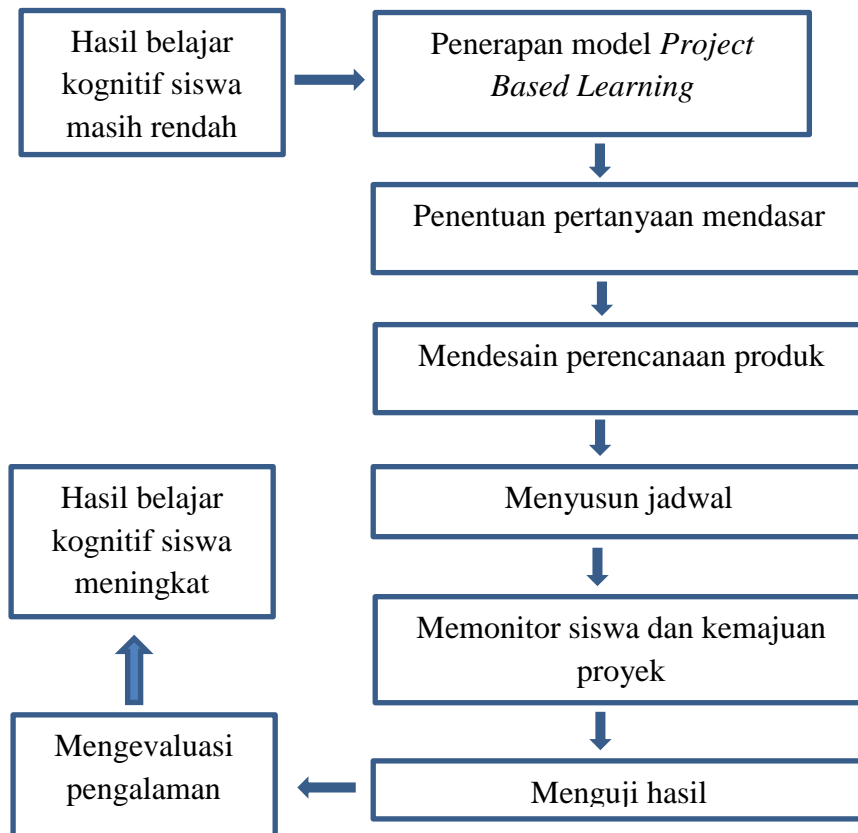 Hasil belajar
kognitif siswa
masih rendah
Penerapan model Project
Based Learning
Penentuan pertanyaan mendasar
Mendesain perencanaan produk
Menyusun jadwal
Memonitor siswa dan kemajuan
proyek
Menguji hasil
Mengevaluasi
pengalaman
Hasil belajar
kognitif siswa
meningkat